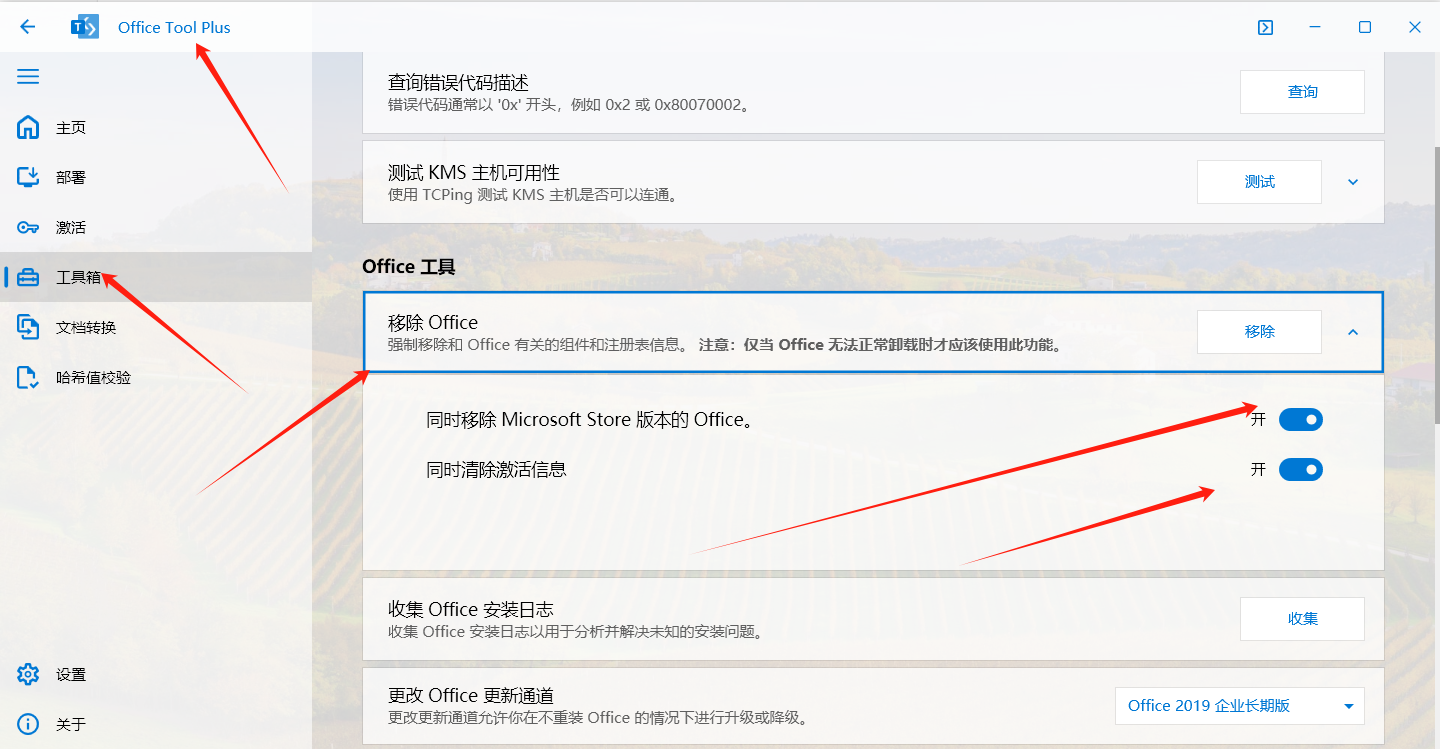 Office Tool Plus
主页
部署
激活
工具箱
文档转换
哈希值校验
设置
关于
查询错误代码描述
错误代码通常以 '0x' 开头，例如 0x2 或 0x80070002。
查询
测试 KMS 主机可用性
使用 TCPing 测试 KMS 主机是否可以连通。
测试
Office 工具
移除 Office
强制移除和 Office 有关的组件和注册表信息。 注意：仅当 Office 无法正常卸载时才应该使用此功能。
移除
同时移除 Microsoft Store 版本的 Office。
开
同时清除激活信息
开
收集 Office 安装日志
收集 Office 安装日志以用于分析并解决未知的安装问题。
收集
更改 Office 更新通道
更改更新通道允许你在不重装 Office 的情况下进行升级或降级。
Office 2019 企业长期版